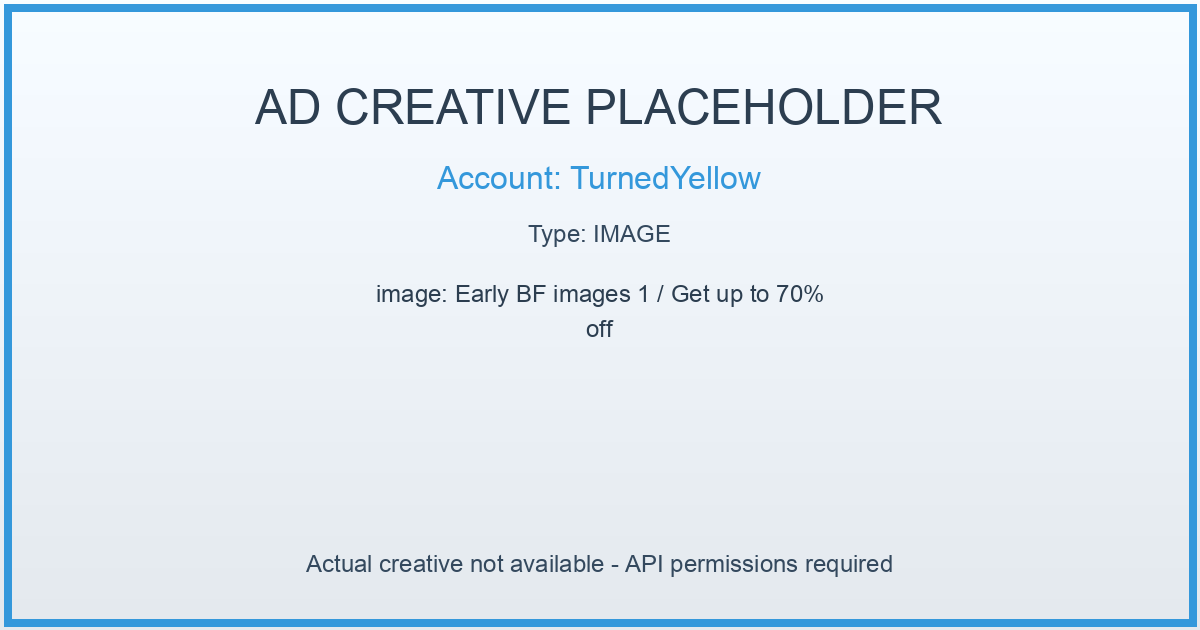 AD CREATIVE PLACEHOLDER
Account: TurnedYellow
Type: IMAGE
image: Early BF images 1 / Get up to 70%
off
Actual creative not available - API permissions required